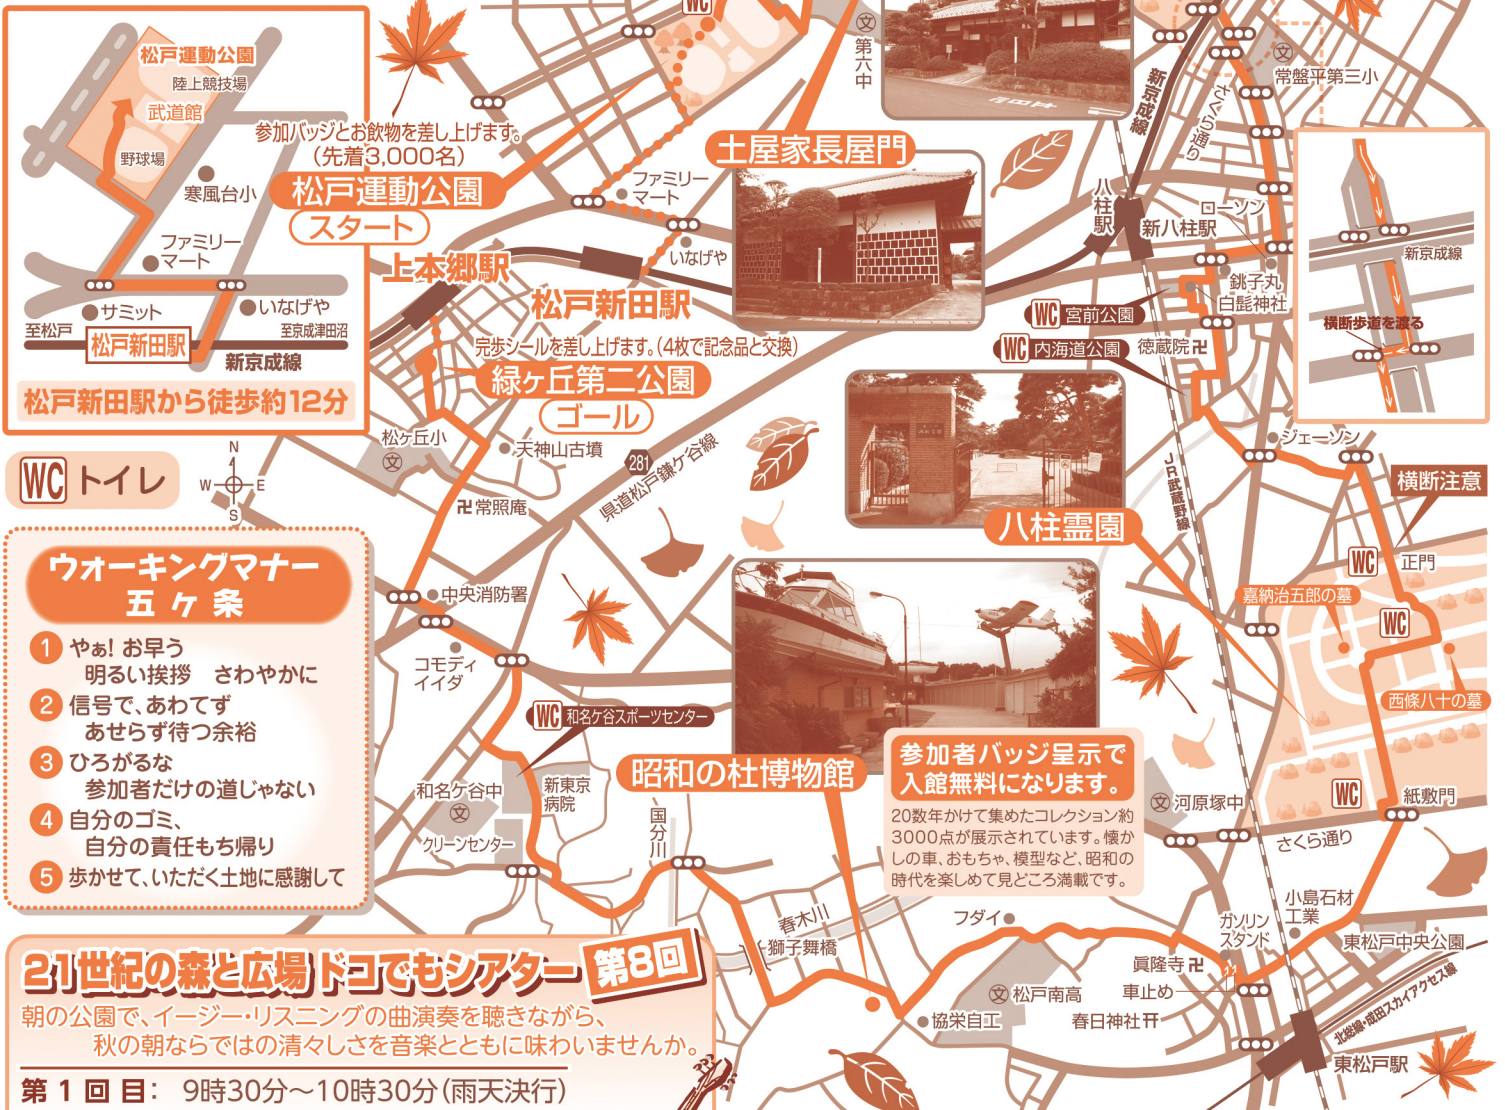 松戸運動公園
陸上競技場
武道館
野球場
寒風台小
ファミリー
マート
サミット
いなげや
至松戸
松戸新田駅
至京成津田沼
新京成線
松戸新田駅から徒歩約12分
WC トイレ
N
W E
S
ウオーキングマナー
五ケ条
1 やぁ! お早う
明るい挨拶 さわやかに
2 信号で、あわてず
あせらず待つ余裕
3 ひろがるな
参加者だけの道じゃない
4 自分のゴミ、
自分の責任もち帰り
5 歩かせて、いただく土地に感謝して
21世紀の森と広場 ドコでもシアター 第8回
朝の公園で、イージー・リスニングの曲演奏を聴きながら、
秋の朝ならではの清々しさを音楽とともに味わいませんか。
第1回目: 9時30分〜10時30分(雨天決行)
参加バッジとお飲物を差し上げます。
(先着3,000名)
松戸運動公園
スタート
WC
文
第六中
土屋家長屋門
ファミリー
マート
いなげや
上本郷駅
松戸新田駅
完歩シールを差し上げます。(4枚で記念品と交換)
緑ヶ丘第二公園
ゴール
松ヶ丘小
文
天神山古墳
卍常照庵
281
県道松戸鎌ケ谷線
中央消防署
コモディ
イイダ
WC 和名ケ谷スポーツセンター
和名ケ谷中
文
新東京
病院
クリーンセンター
国分川
昭和の杜博物館
参加者バッジ呈示で
入館無料になります。
20数年かけて集めたコレクション約
3000点が展示されています。懐か
しの車、おもちゃ、模型など、昭和の
時代を楽しめて見どころ満載です。
春木川
獅子舞橋
フダイ
文 松戸南高
協栄自工
眞隆寺卍
車止め
春日神社
ガソリン
スタンド
小島石材
工業
東松戸中央公園
北総線・成田スカイアクセス線
東松戸駅
文 河原塚中
さくら通り
紙敷門
WC
西條八十の墓
嘉納治五郎の墓
WC
WC
正門
横断注意
八柱霊園
JR武蔵野線
ジェーソン
徳蔵院卍
WC 内海道公園
WC 宮前公園
白髭神社
銚子丸
ローソン
新八柱駅
八柱駅
新京成線
さくら通り
文
常盤平第三小
新京成線
横断歩道を渡る